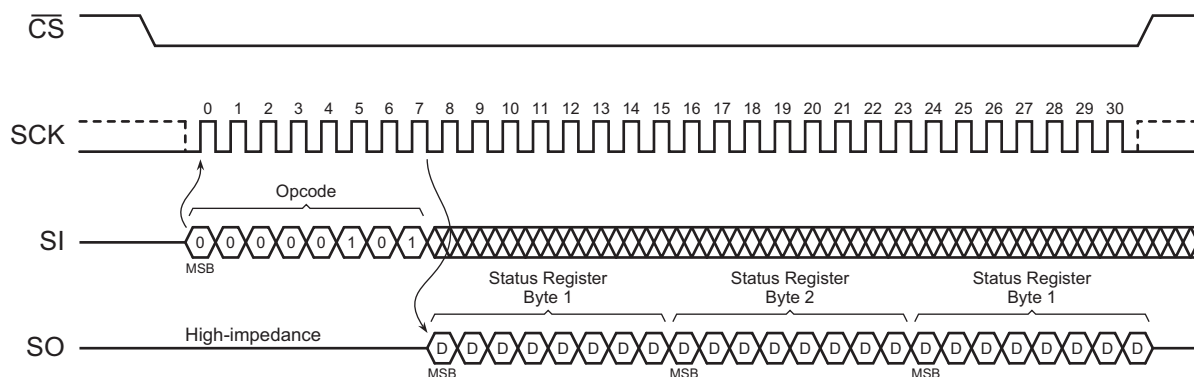 CS
0 1 2 3 4 5 6 7 8 9 10 11 12 13 14 15 16 17 18 19 20 21 22 23 24 25 26 27 28 29 30
SCK
Opcode
SI
0 0 0 0 0 1 0 1
MSB
Status Register
Byte 1
Status Register
Byte 2
Status Register
Byte 1
High-impedance
SO
D D D D D D D D D D D D D D D D D D D D D D D D
MSB MSB MSB